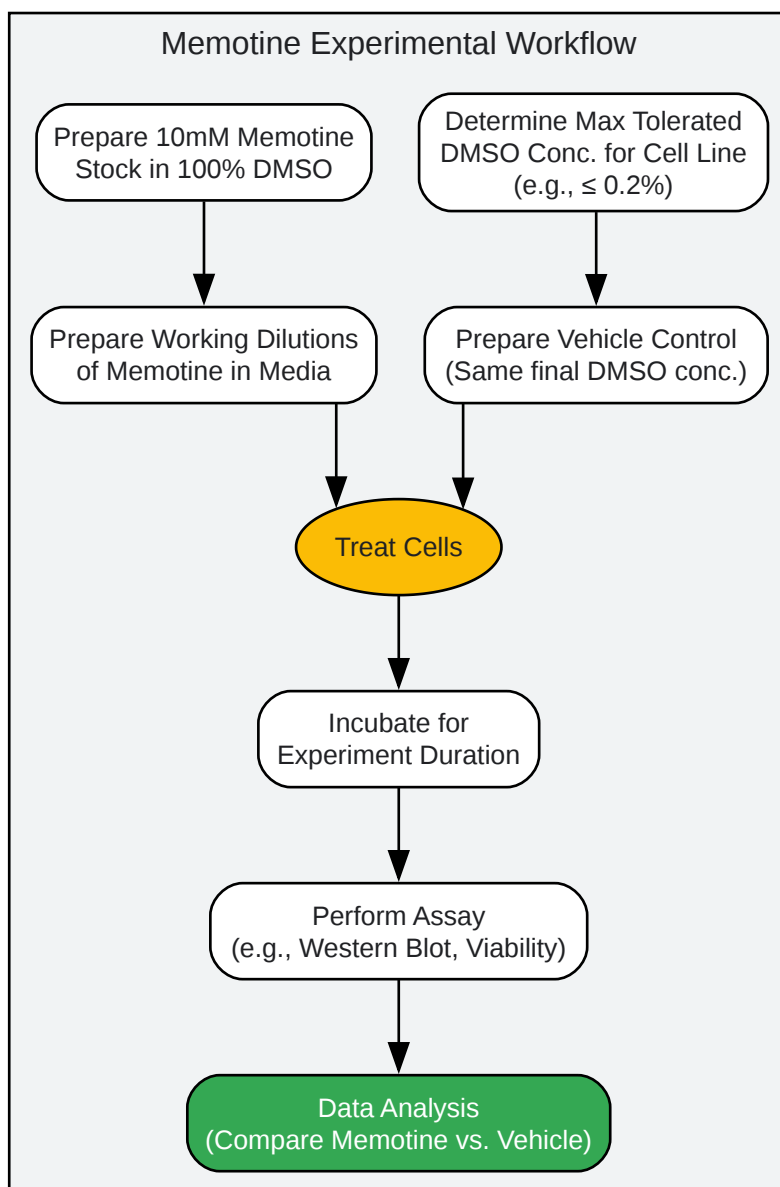 Memotine Experimental Workflow
Prepare 10mM Memotine
Stock in 100% DMSO
Determine Max Tolerated
DMSO Conc. for Cell Line
(e.g., ≤ 0.2%)
Prepare Working Dilutions
of Memotine in Media
Prepare Vehicle Control
(Same final DMSO conc.)
Treat Cells
Incubate for
Experiment Duration
Perform Assay
(e.g., Western Blot, Viability)
Data Analysis
(Compare Memotine vs. Vehicle)